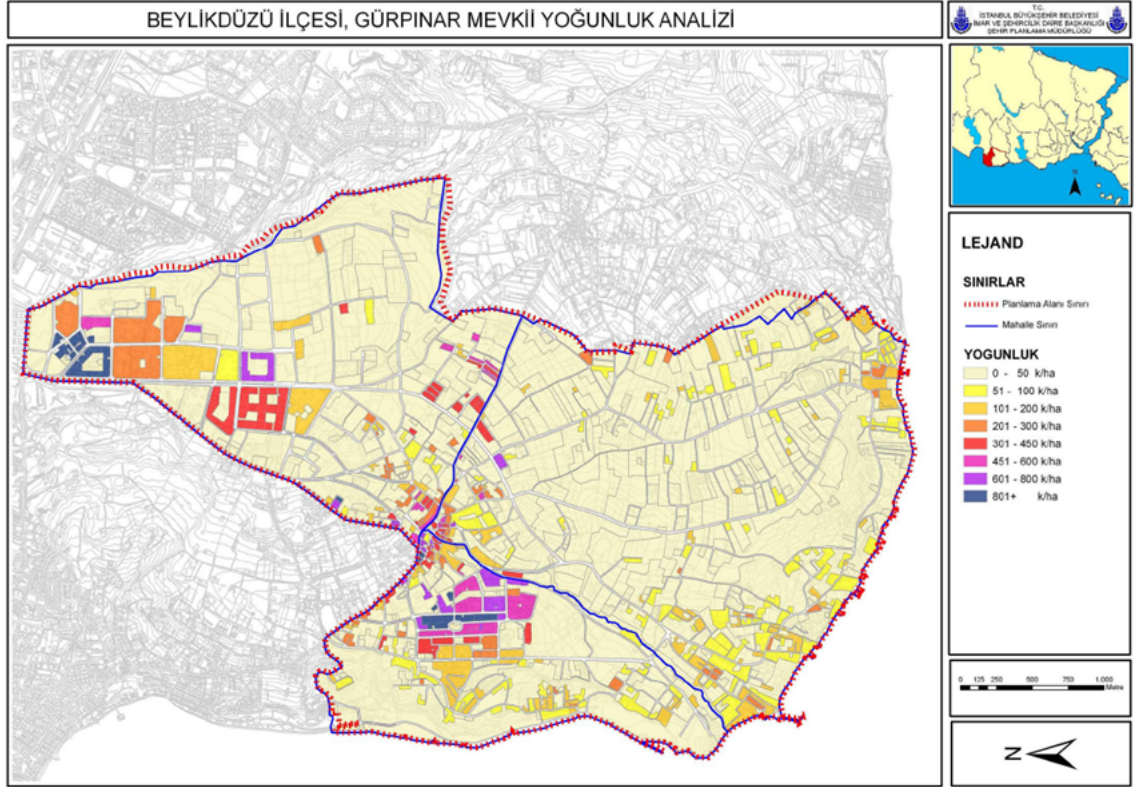 BEYLİKDÜZÜ İLÇESİ, GÜRPINAR MEVKİİ YOĞUNLUK ANALİZİ
T.C.
İSTANBUL BÜYÜKŞEHİR BELEDİYESİ
İMAR VE ŞEHİRCİLİK DAİRE BAŞKANLIĞI
ŞEHİR PLANLAMA MÜDÜRLÜĞÜ
N
LEJAND
SINIRLAR
Planlama Alanı Sınırı
Mahalle Sınırı
YOGUNLUK
0 - 50 k/ha
51 - 100 k/ha
101 - 200 k/ha
201 - 300 k/ha
301 - 450 k/ha
451 - 600 k/ha
601 - 800 k/ha
801+ k/ha
0 125 250 500 750 1.000
Metre
N